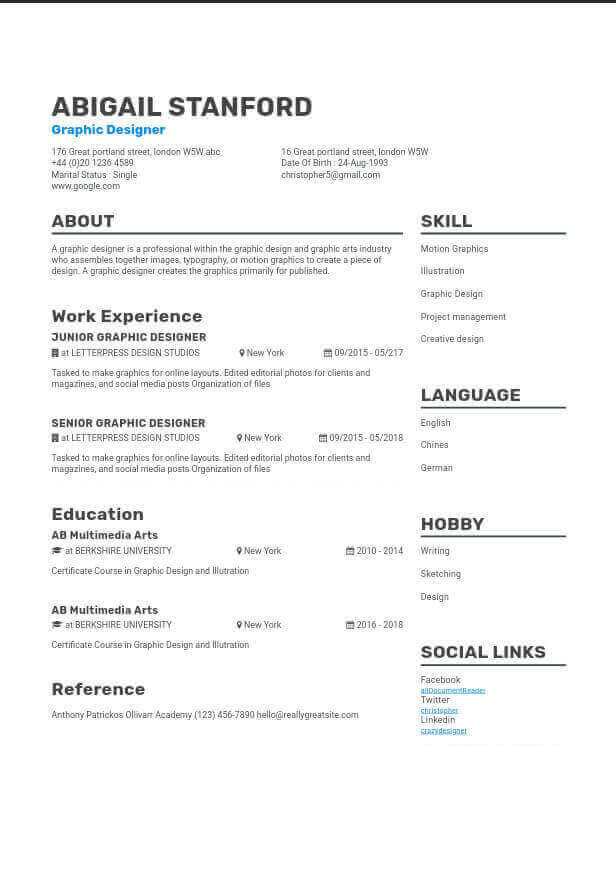 ABIGAIL STANFORD
Graphic Designer
176 Great portland street, london W5W abc
+44 (0)20 1236 4589
Marital Status : Single
www.google.com
16 Great portland street, london W5W
Date Of Birth : 24-Aug-1993
christopher5@gmail.com
ABOUT
A graphic designer is a professional within the graphic design and graphic arts industry
who assembles together images, typography, or motion graphics to create a piece of
design. A graphic designer creates the graphics primarily for published.
Work Experience
JUNIOR GRAPHIC DESIGNER
at LETTERPRESS DESIGN STUDIOS New York 09/2015 - 05/217
Tasked to make graphics for online layouts. Edited editorial photos for clients and
magazines, and social media posts Organization of files
SENIOR GRAPHIC DESIGNER
at LETTERPRESS DESIGN STUDIOS New York 09/2015 - 05/2018
Tasked to make graphics for online layouts. Edited editorial photos for clients and
magazines, and social media posts Organization of files
Education
AB Multimedia Arts
at BERKSHIRE UNIVERSITY New York 2010 - 2014
Certificate Course in Graphic Design and Illutration
AB Multimedia Arts
at BERKSHIRE UNIVERSITY New York 2016 - 2018
Certificate Course in Graphic Design and Illutration
Reference
Anthony Patrickos Ollivarr Academy (123) 456-7890 hello@reallygreatsite.com
SKILL
Motion Graphics
Illustration
Graphic Design
Project management
Creative design
LANGUAGE
English
Chines
German
HOBBY
Writing
Sketching
Design
SOCIAL LINKS
Facebook
allDocumentReader
Twitter
christopher
Linkedin
crazydesigner